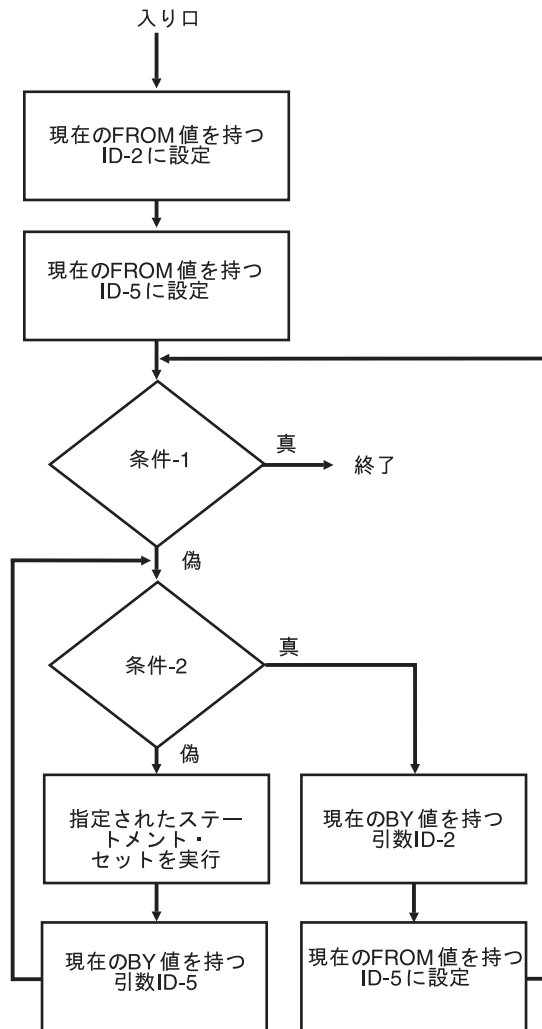 入り口
現在のFROM値を持つ
ID-2に設定
現在のFROM値を持つ
ID-5に設定
条件-1
真
終了
偽
条件-2
真
偽
指定されたステー
トメント・
セットを実行
現在のBY値を持つ
引数ID-2
現在のBY値を持つ
引数ID-5
現在のFROM値を持つ
ID-5に設定